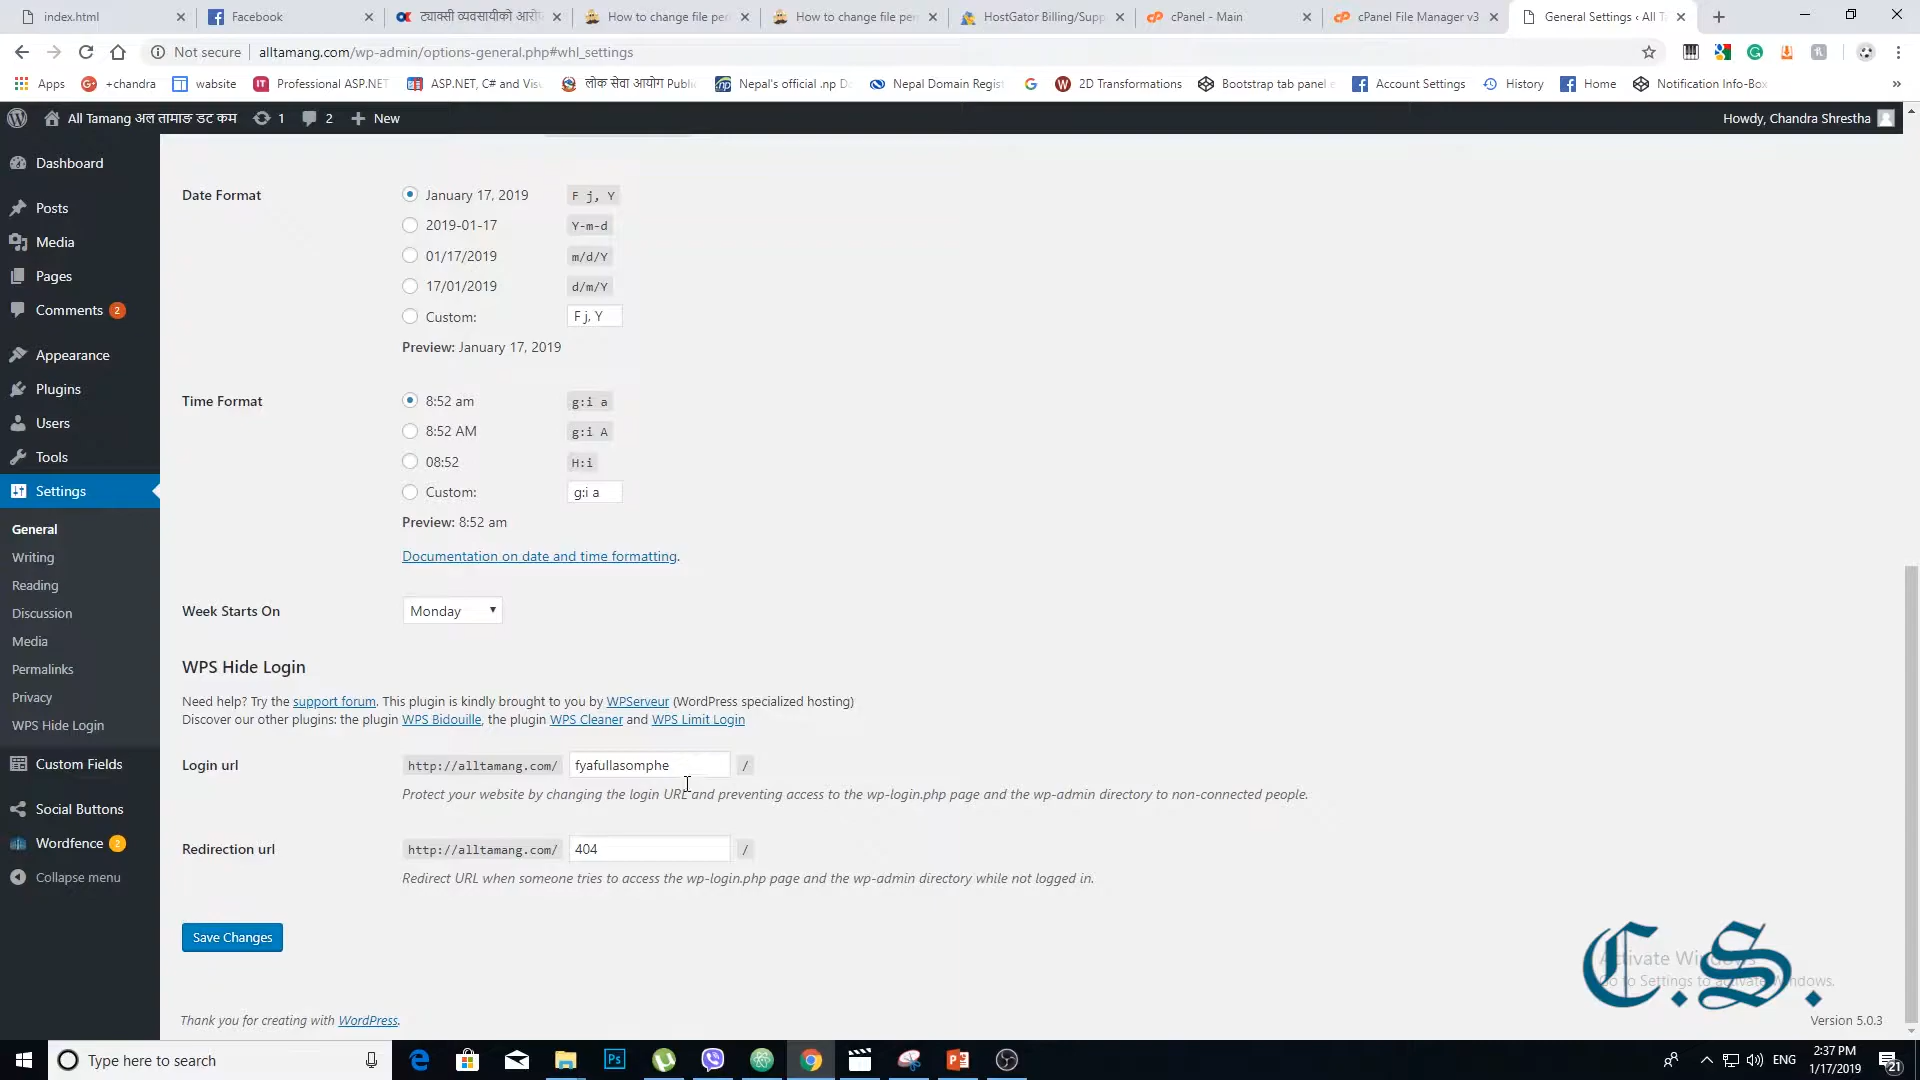 index.html
Facebook
ट्याक्सी व्यवसायीको आरोप
How to change file per
How to change file per
HostGator Billing/Supp
cPanel - Main
cPanel File Manager v3
General Settings ‹ All T
Not secure
alltamang.com/wp-admin/options-general.php#whl_settings
Apps
+chandra
wabsite
Professional ASP.NET
ASP.NET, C# and Visu
लोक सेवा आयोग Public
Nepal's official .np D
Nepal Domain Regist
2D Transformations
Bootstrap tab panel e
Account Settings
History
Home
Notification Info-Box
»
All Tamang अल तामाङ डट कम
1
2
New
Howdy, Chandra Shrestha
Dashboard
Posts
Media
Pages
Comments 2
Appearance
Plugins
Users
Tools
Settings
General
Writing
Reading
Discussion
Media
Permalinks
Privacy
WPS Hide Login
Custom Fields
Social Buttons
Wordfence 2
Collapse menu
Date Format
January 17, 2019 F j, Y
2019-01-17 Y-m-d
01/17/2019 m/d/Y
17/01/2019 d/m/Y
Custom: F j, Y
Preview: January 17, 2019
Time Format
8:52 am g:i a
8:52 AM g:i A
08:52 H:i
Custom: g:i a
Preview: 8:52 am
Documentation on date and time formatting.
Week Starts On Monday
WPS Hide Login
Need help? Try the support forum. This plugin is kindly brought to you by WPServeur (WordPress specialized hosting)
Discover our other plugins: the plugin WPS Bidouille, the plugin WPS Cleaner and WPS Limit Login
Login url http://alltamang.com/ fyafullasomphe /
Protect your website by changing the login URL and preventing access to the wp-login.php page and the wp-admin directory to non-connected people.
Redirection url http://alltamang.com/ 404 /
Redirect URL when someone tries to access the wp-login.php page and the wp-admin directory while not logged in.
Save Changes
Activate Windows
Go to Settings to activate Windows.
C.S.
Thank you for creating with WordPress.
Version 5.0.3
Type here to search
Ps
ENG
2:37 PM
1/17/2019
21